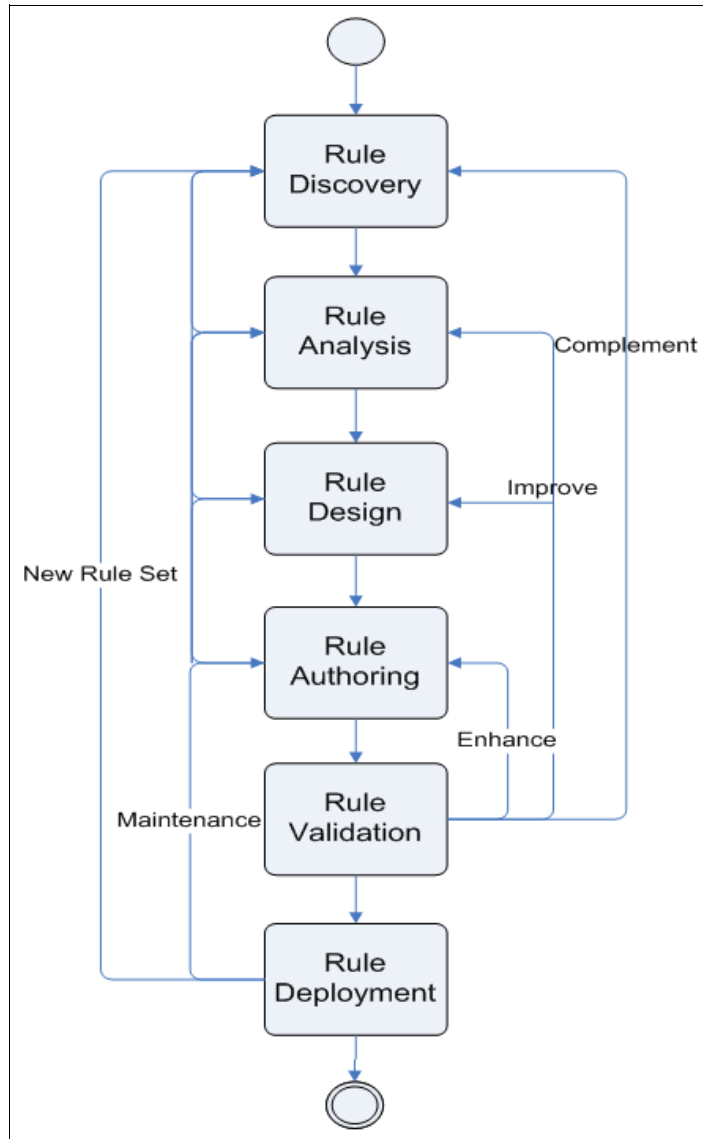 Rule
Discovery
Rule
Analysis
Complement
Rule
Design
Improve
New Rule Set
Rule
Authoring
Enhance
Rule
Validation
Maintenance
Rule
Deployment